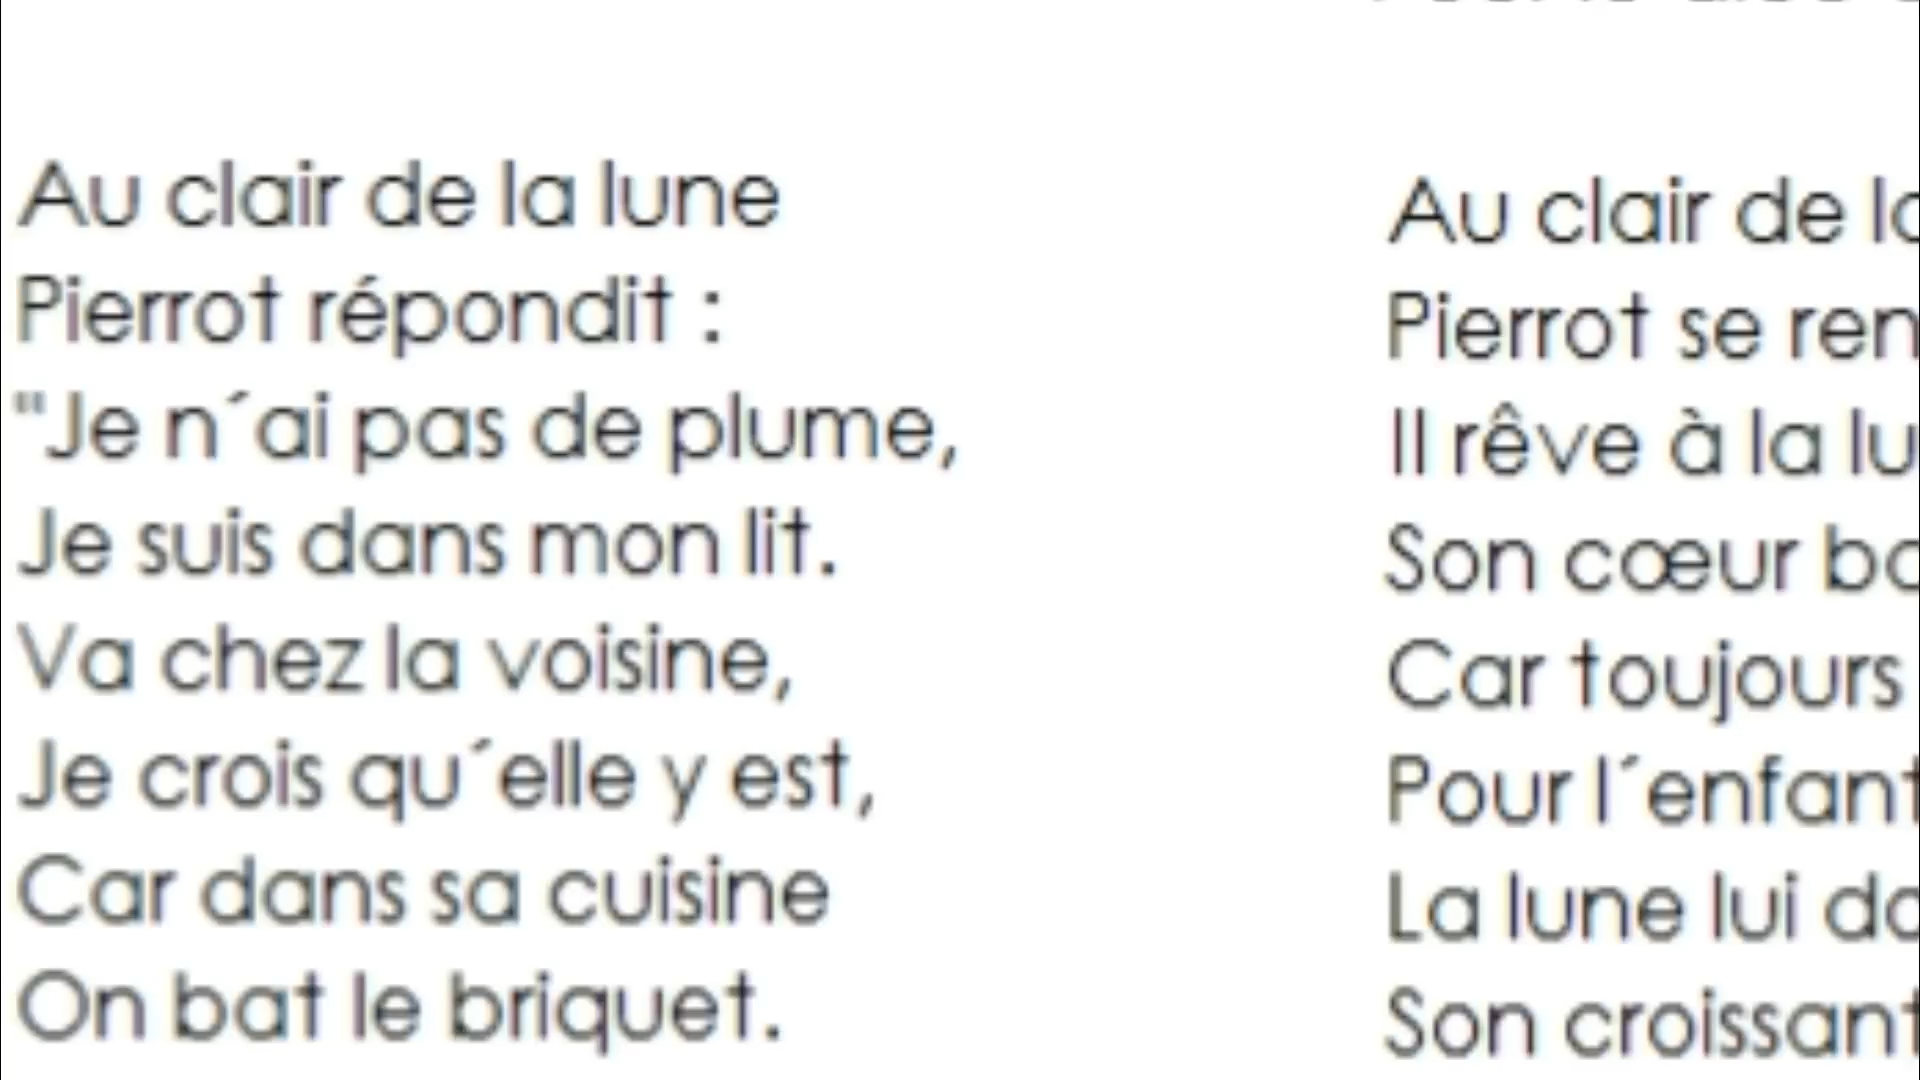 Au clair de la lune
Pierrot répondit :
"Je n´ai pas de plume,
Je suis dans mon lit.
Va chez la voisine,
Je crois qu´elle y est,
Car dans sa cuisine
On bat le briquet.
Au clair de
Pierrot se
Il rêve à la
Son cœur
Car toujours
Pour l´enfant
La lune lui
Son croissant